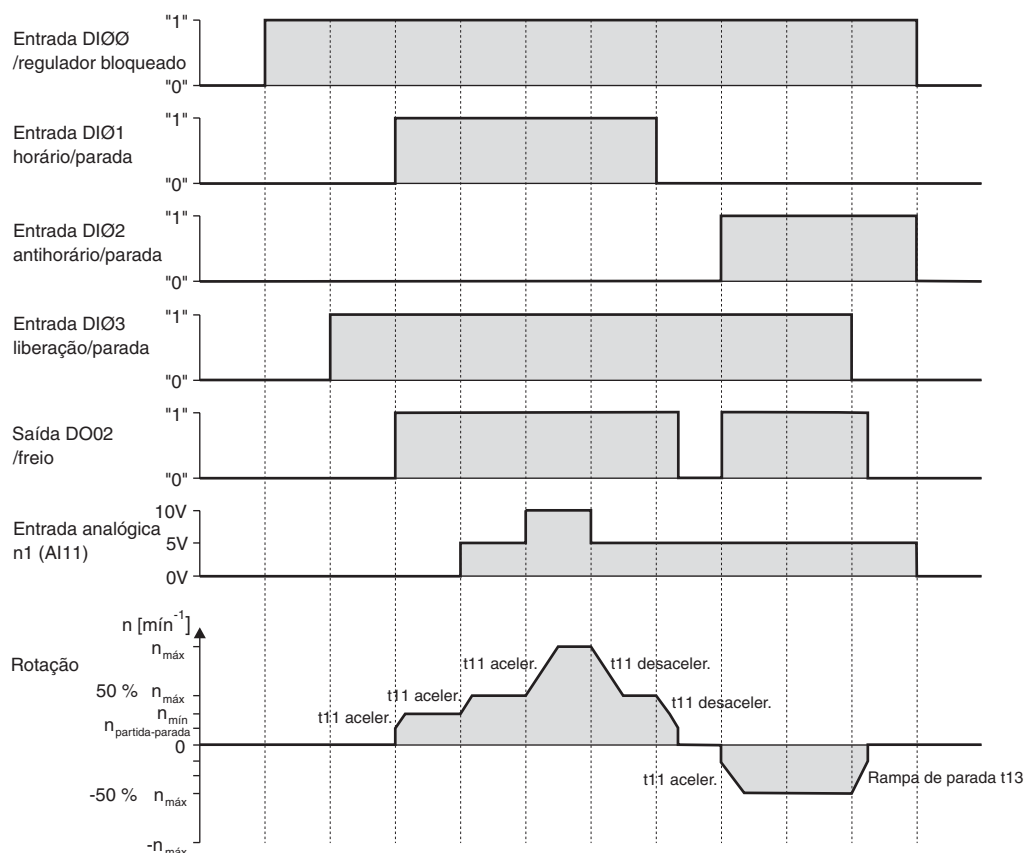 "1"
Entrada DIØØ
/regulador bloqueado
"0"
"1"
Entrada DIØ1
horário/parada
"0"
"1"
Entrada DIØ2
antihorário/parada
"0"
"1"
Entrada DIØ3
liberação/parada
"0"
"1"
Saída DO02
/freio
"0"
10V
Entrada analógica
n1 (AI11)
5V
0V
n [mín-1]
Rotação
nmáx
t11 aceler.
t11 desaceler.
50 % nmáx
t11 aceler.
t11 desaceler.
nmín
t11 aceler.
npartida-parada
0
t11 aceler.
Rampa de parada t13
-50 % nmáx
-nmáx